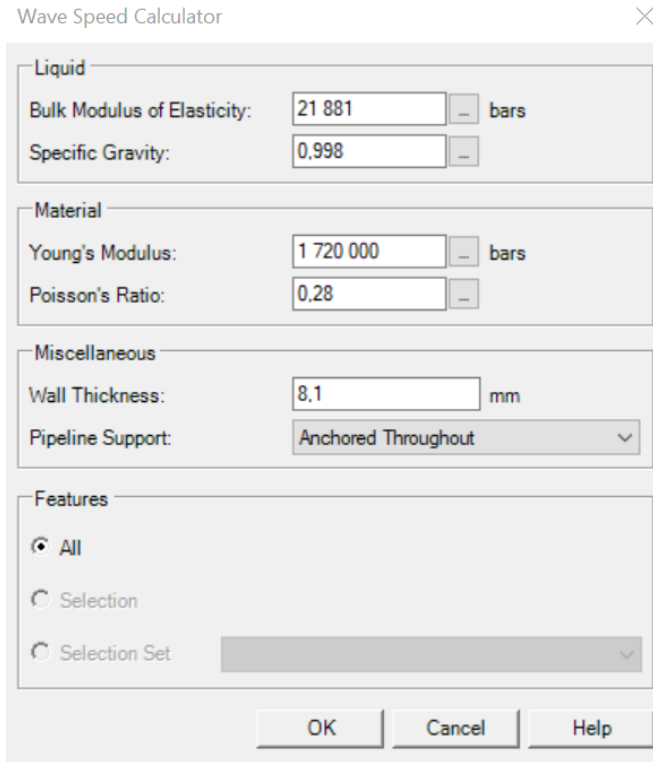 Wave Speed Calculator
Liquid
Bulk Modulus of Elasticity: 21 881 ... bars
Specific Gravity: 0,998 ...
Material
Young's Modulus: 1 720 000 ... bars
Poisson's Ratio: 0,28 ...
Miscellaneous
Wall Thickness: 8,1 mm
Pipeline Support: Anchored Throughout
Features
All
Selection
Selection Set
OK Cancel Help